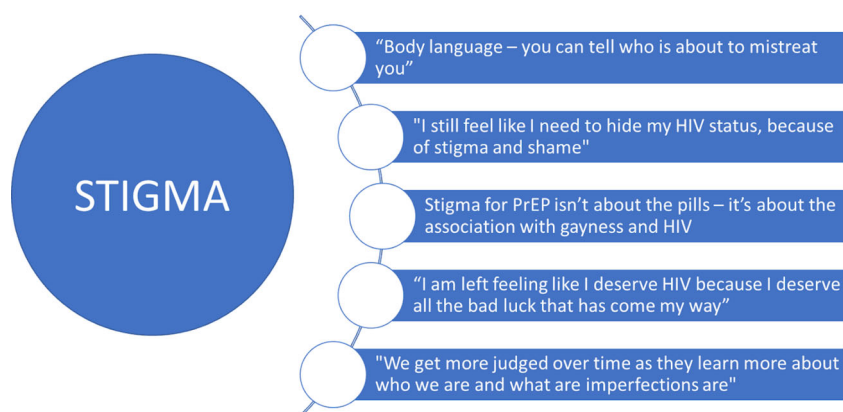 STIGMA
“Body language – you can tell who is about to mistreat
you”
"I still feel like I need to hide my HIV status, because
of stigma and shame"
Stigma for PrEP isn’t about the pills – it’s about the
association with gayness and HIV
“I am left feeling like I deserve HIV because I deserve
all the bad luck that has come my way”
"We get more judged over time as they learn more about
who we are and what are imperfections are"